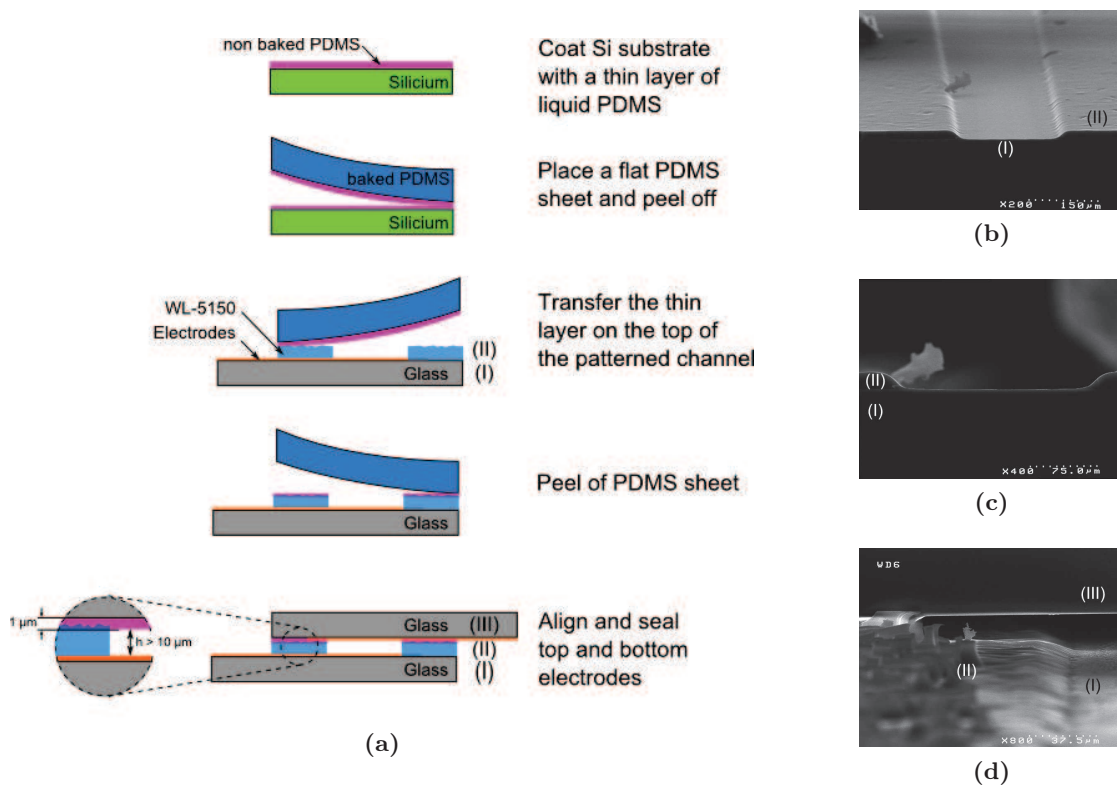 non baked PDMS
Silicium
Coat Si substrate
with a thin layer of
liquid PDMS
baked PDMS
Silicium
Place a flat PDMS
sheet and peel off
WL-5150
Electrodes
(II)
Glass (I)
Transfer the thin
layer on the top of
the patterned channel
Glass
Peel of PDMS sheet
1 µm
h > 10 µm
Glass (III)
(II)
Glass (I)
Align and seal
top and bottom
electrodes
(a)
(II)
(I)
X200 150µm
(b)
(II)
(I)
X400 75.0µm
(c)
WD6
(III)
(II)
(I)
X800 37.5µm
(d)